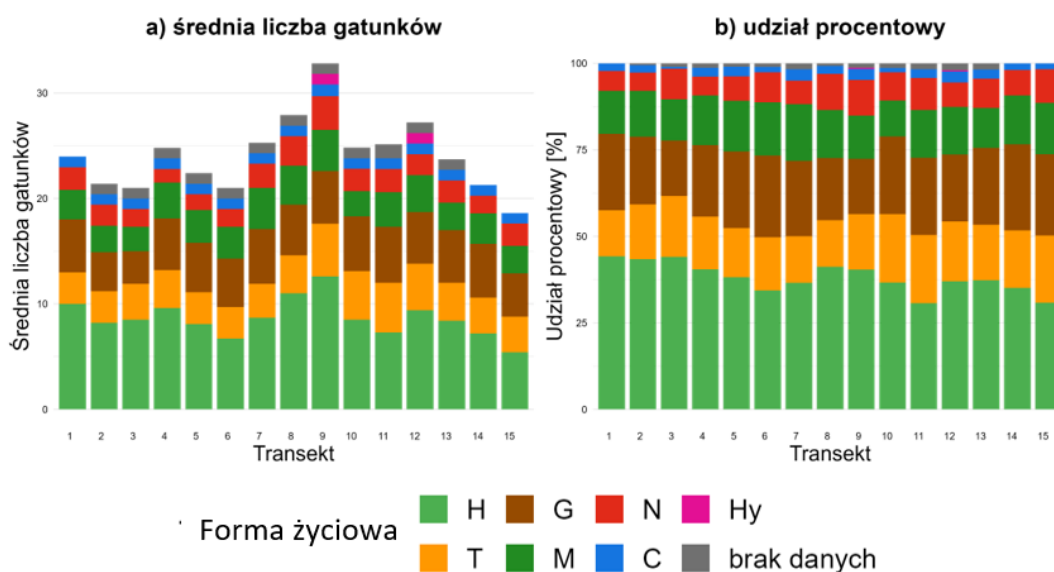 a) średnia liczba gatunków
Średnia liczba gatunków
30
20
10
0
1 2 3 4 5 6 7 8 9 10 11 12 13 14 15
Transekt
b) udział procentowy
Udział procentowy [%]
100
75
50
25
0
1 2 3 4 5 6 7 8 9 10 11 12 13 14 15
Transekt
Forma życiowa
H G N Hy
T M C brak danych